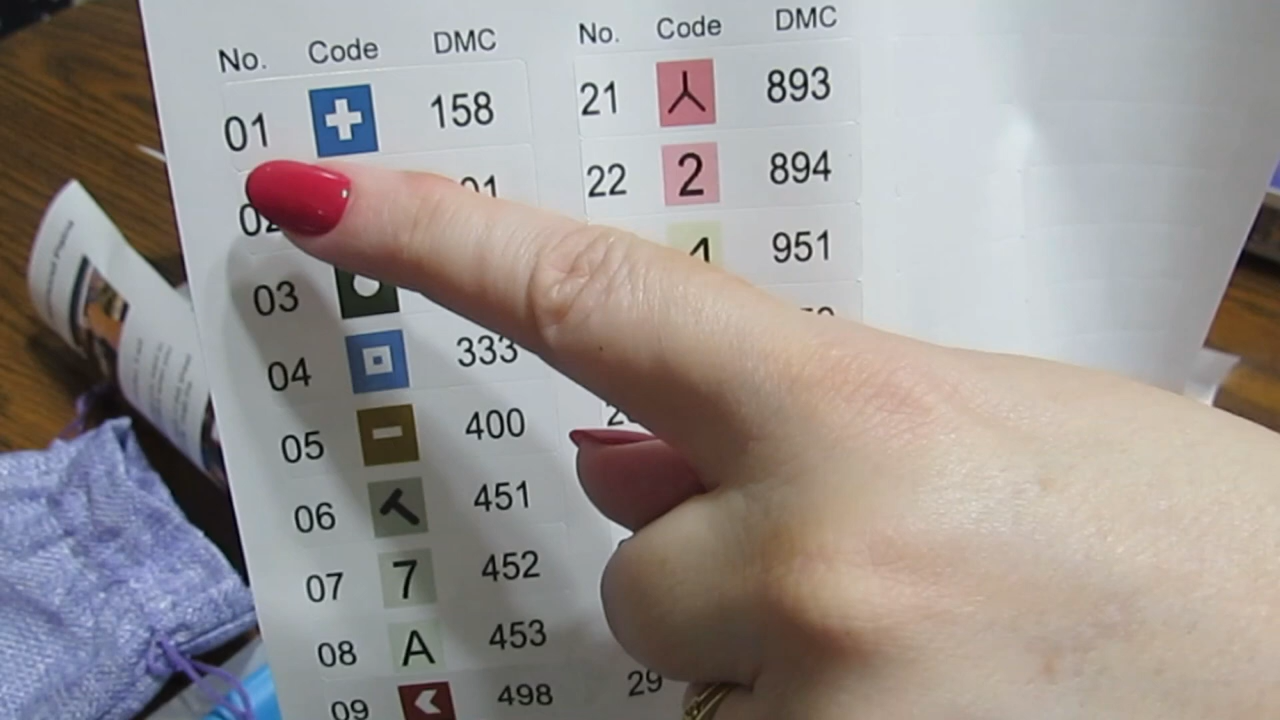 No. Code DMC
01 158
02
03
04 333
05 400
06 451
07 7 452
08 A 453
09 498
No. Code DMC
21 893
22 2 894
951
29